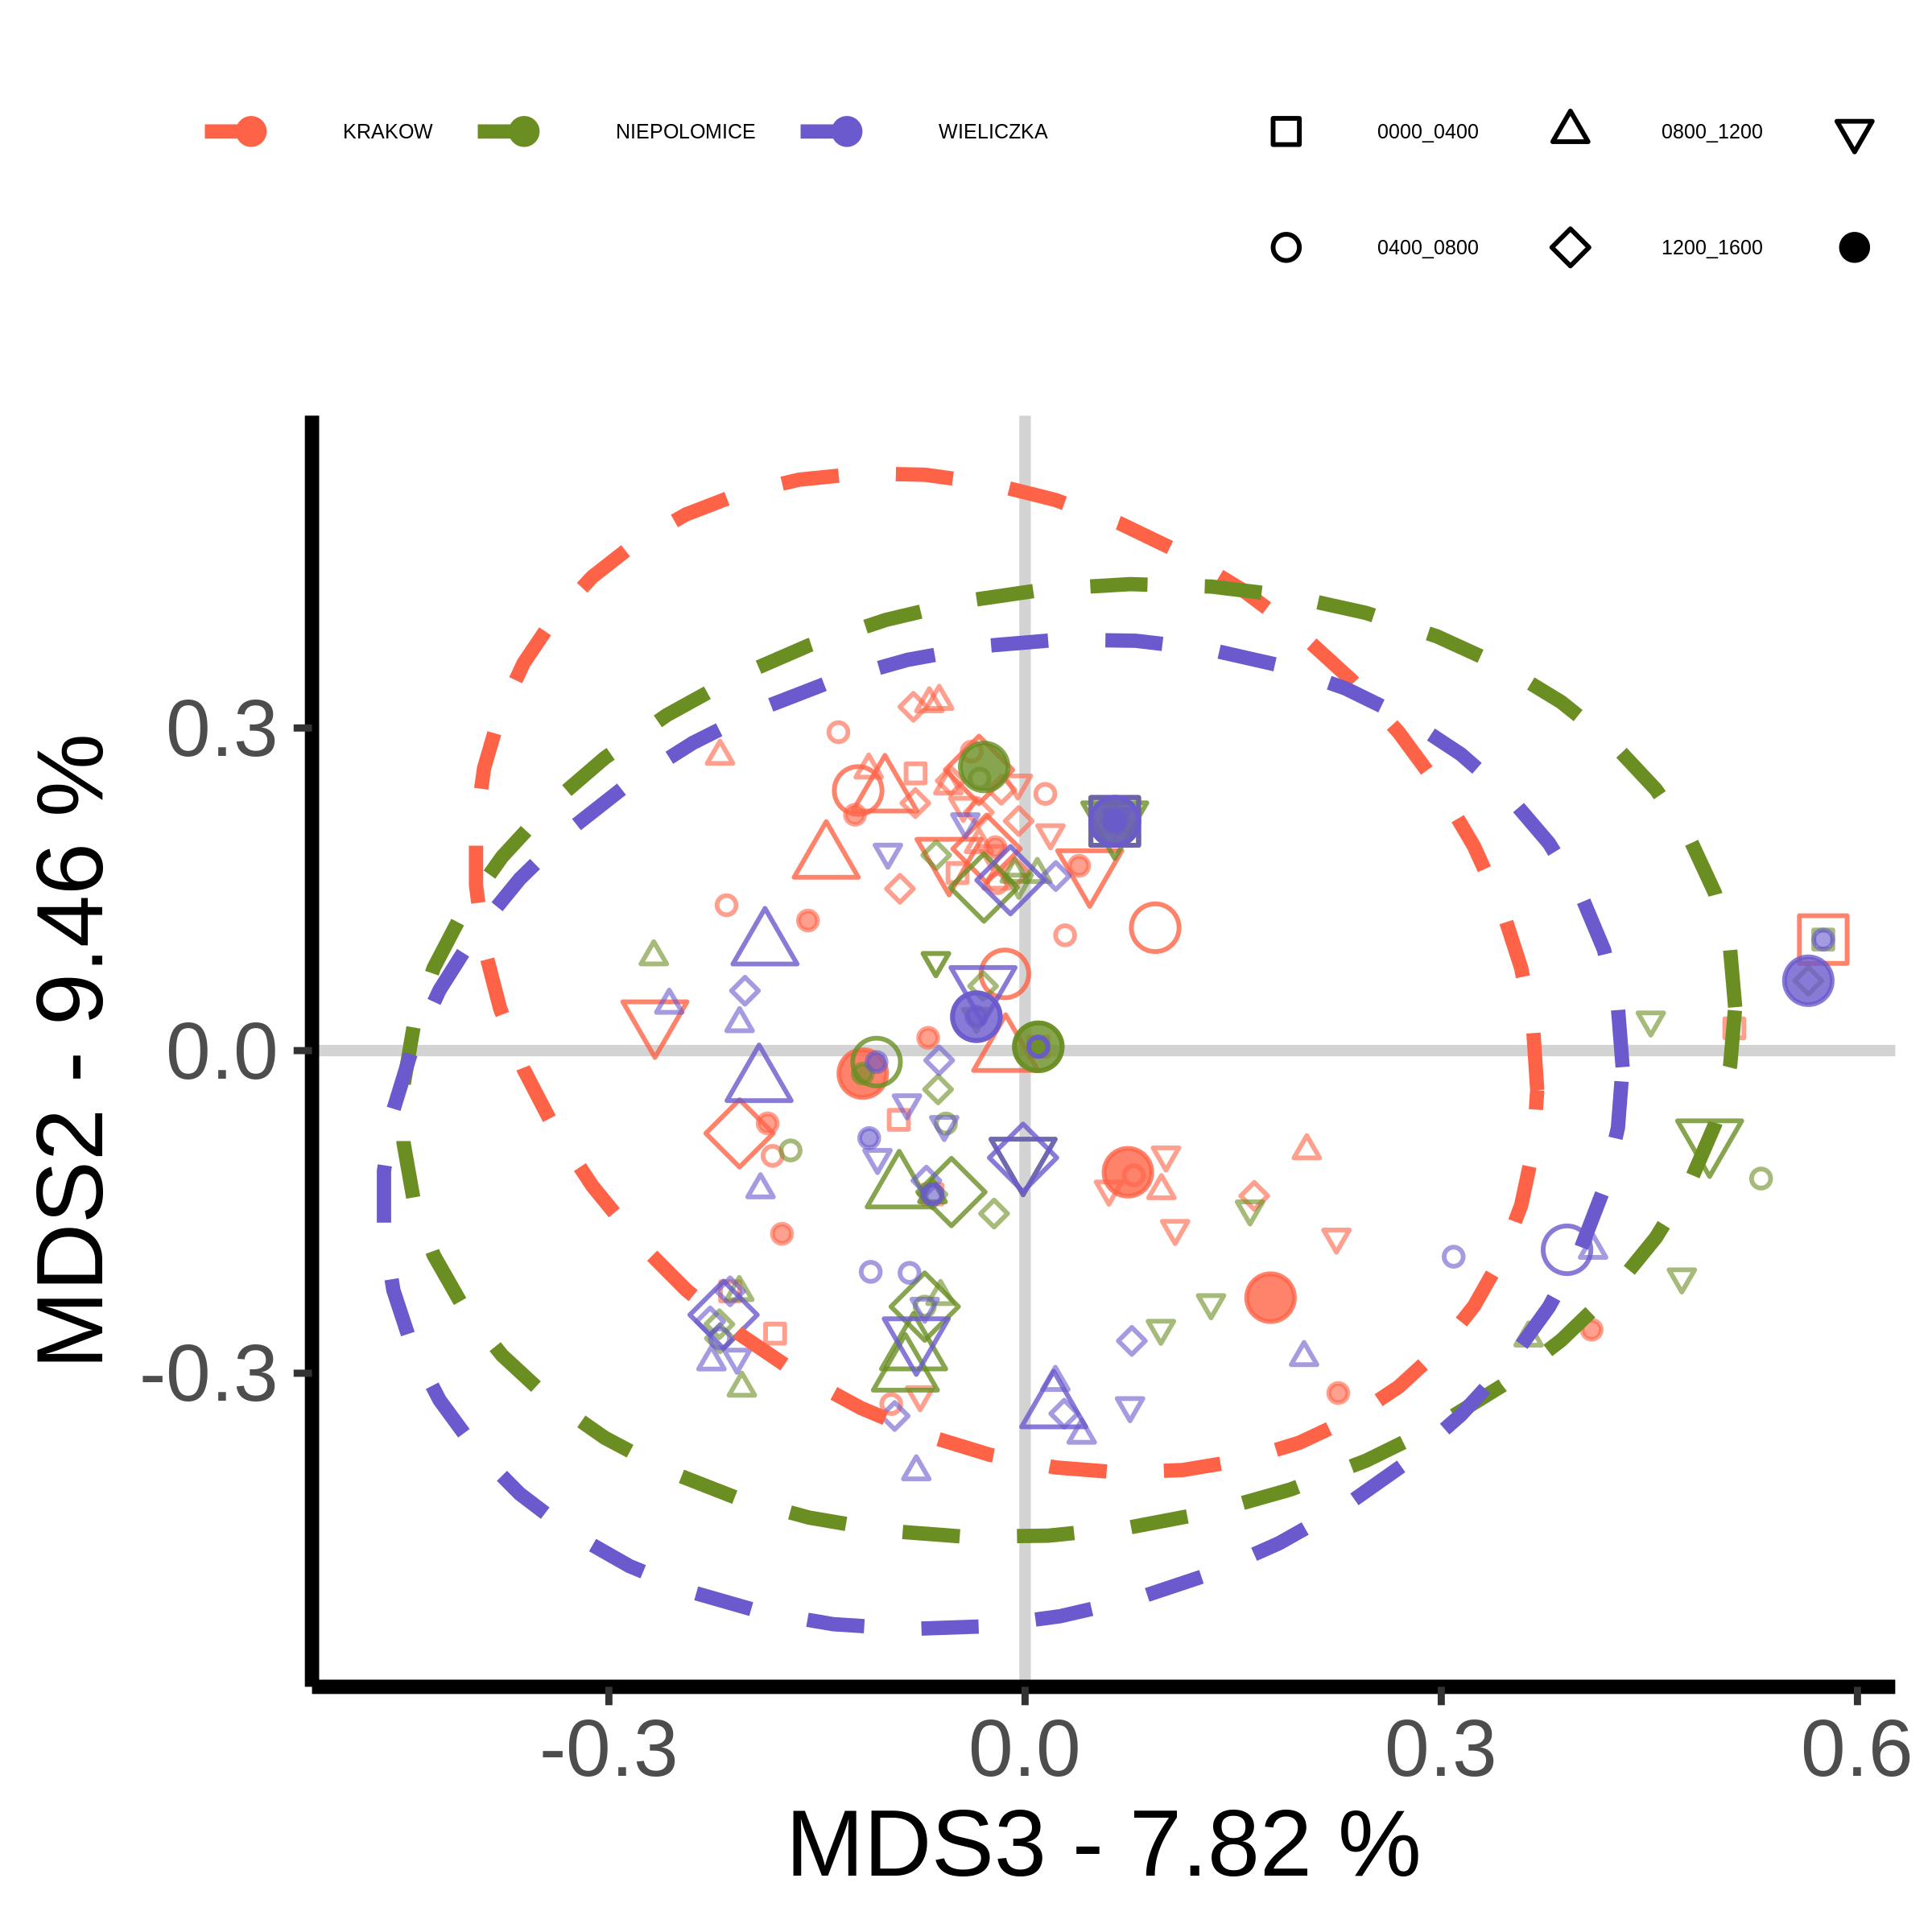 KRAKOW NIEPOLOMICE WIELICZKA 0000_0400 0800_1200
0400_0800 1200_1600
0.3
0.0
-0.3
MDS2 - 9.46 %
-0.3 0.0 0.3 0.6
MDS3 - 7.82 %